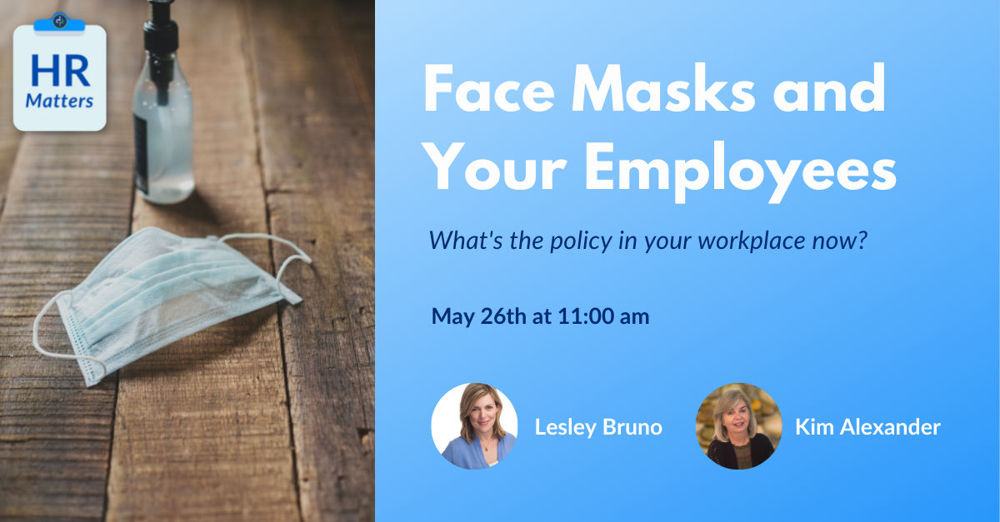 HR
Matters
Face Masks and
Your Employees
What's the policy in your workplace now?
May 26th at 11:00 am
Lesley Bruno
Kim Alexander